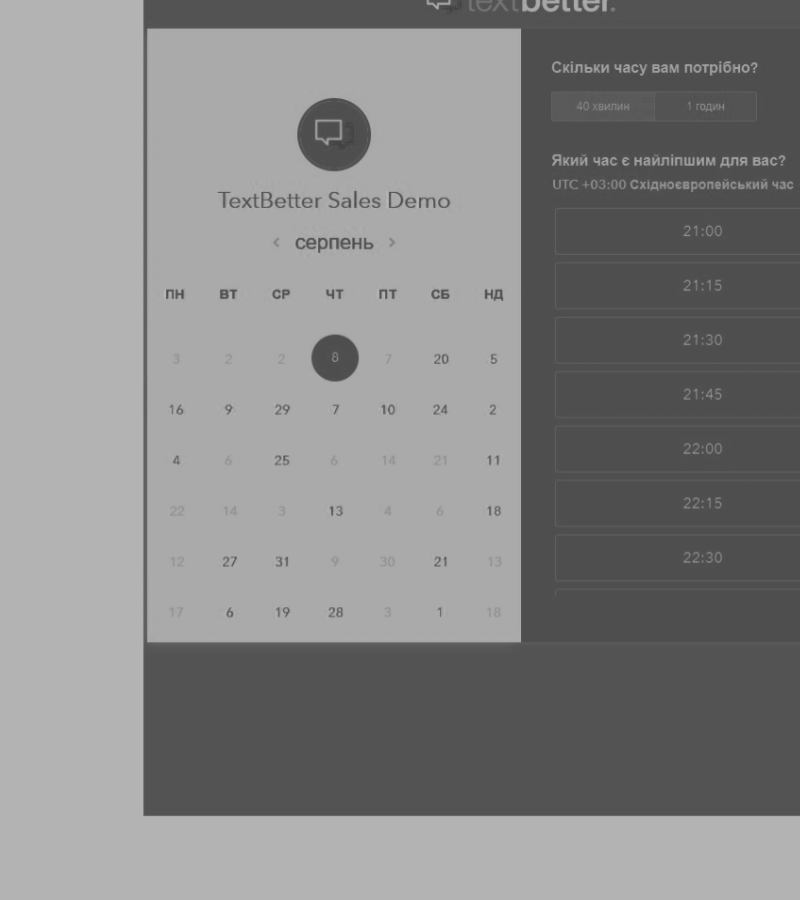 textbetter.
TextBetter Sales Demo
серпень
ПН ВТ СР ЧТ ПТ СБ НД
3 2 2 8 7 20 5
16 9 29 7 10 24 2
4 6 25 6 14 21 11
22 14 3 13 4 6 18
12 27 31 9 30 21 13
17 6 19 28 3 1 18
Скільки часу вам потрібно?
40 хвилин 1 годин
Який час є найліпшим для вас?
UTC +03:00 Східноєвропейський час
21:00
21:15
21:30
21:45
22:00
22:15
22:30